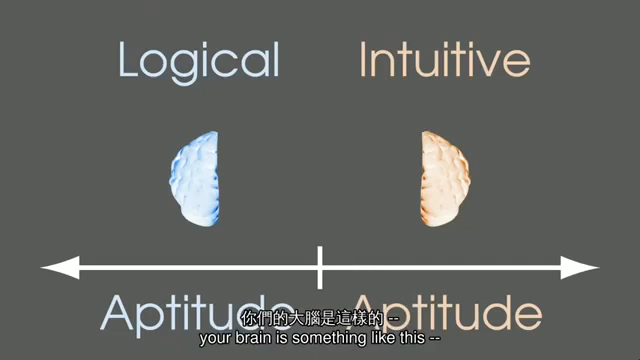 Logical Intuitive
Aptitude Aptitude
你們的大腦是這樣的 --
your brain is something like this --